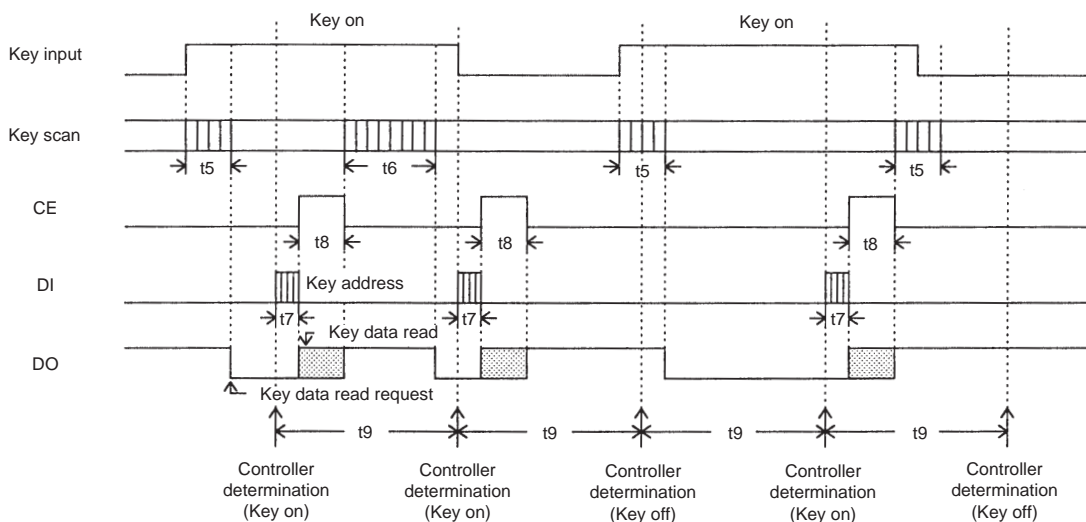 Key on
Key on
Key input
Key scan
t5
t6
t5
t5
CE
t8
t8
t8
DI
Key address
t7
t7
t7
Key data read
DO
Key data read request
t9
t9
t9
t9
Controller
determination
(Key on)
Controller
determination
(Key on)
Controller
determination
(Key off)
Controller
determination
(Key on)
Controller
determination
(Key off)